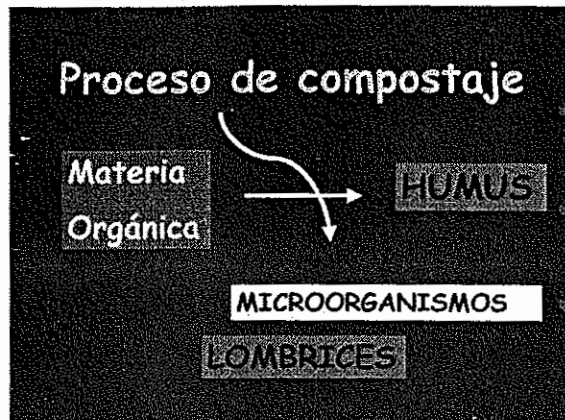 Proceso de compostaje
Materia
Orgánica
HUMUS
MICROORGANISMOS
LOMBRICES